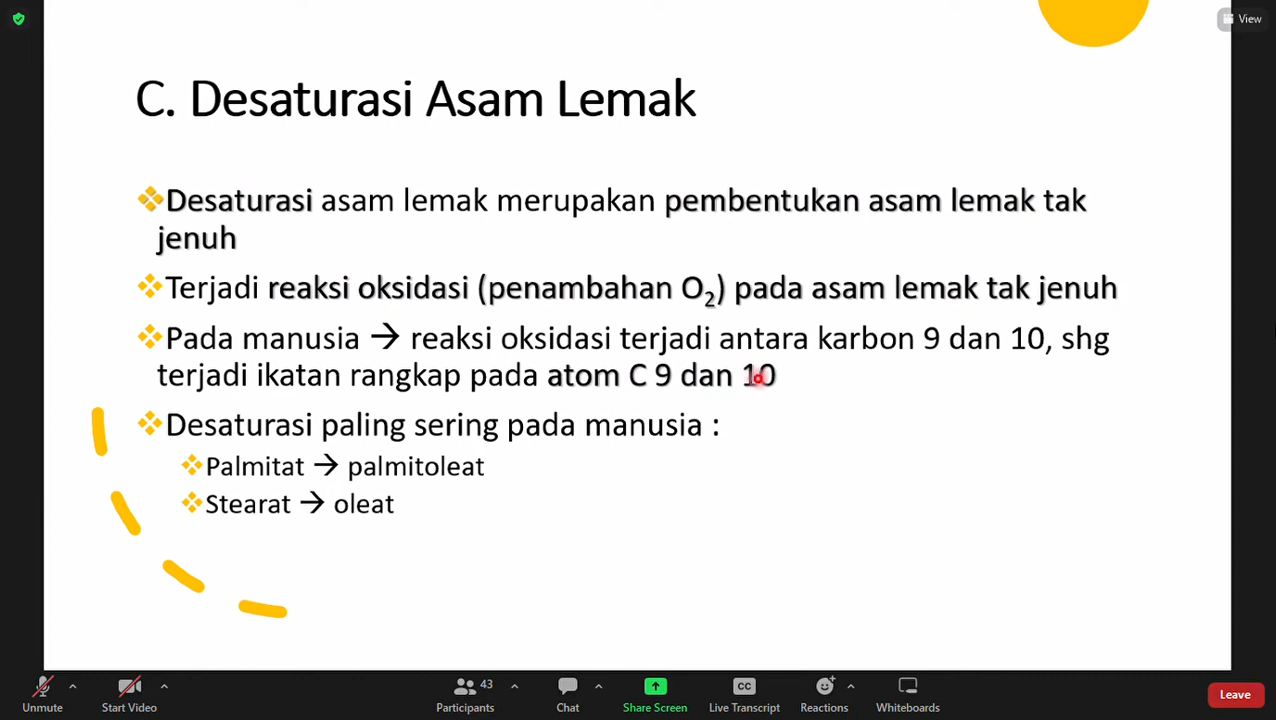 View
C. Desaturasi Asam Lemak
Desaturasi asam lemak merupakan pembentukan asam lemak tak
jenuh
Terjadi reaksi oksidasi (penambahan O₂) pada asam lemak tak jenuh
Pada manusia → reaksi oksidasi terjadi antara karbon 9 dan 10, shg
terjadi ikatan rangkap pada atom C 9 dan 10
Desaturasi paling sering pada manusia :
Palmitat → palmitoleat
Stearat → oleat
43
CC
Unmute
Start Video
Participants
Chat
Share Screen
Live Transcript
Reactions
Whiteboards
Leave